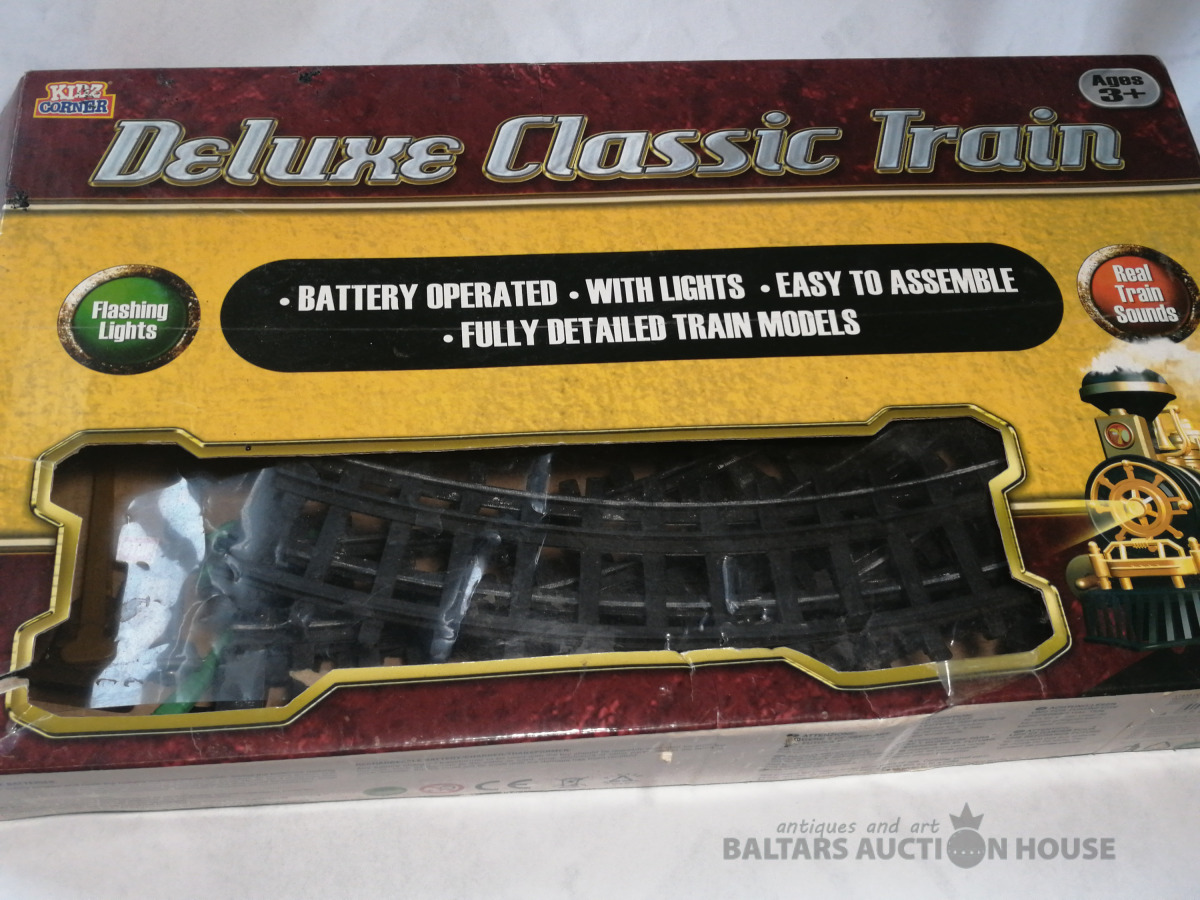 KIDZ
CORNER
Ages
3+
Deluxe Classic Train
Flashing
Lights
• BATTERY OPERATED • WITH LIGHTS • EASY TO ASSEMBLE
• FULLY DETAILED TRAIN MODELS
Real
Train
Sounds
CE
antiques and art
BALTARS AUCTION HOUSE